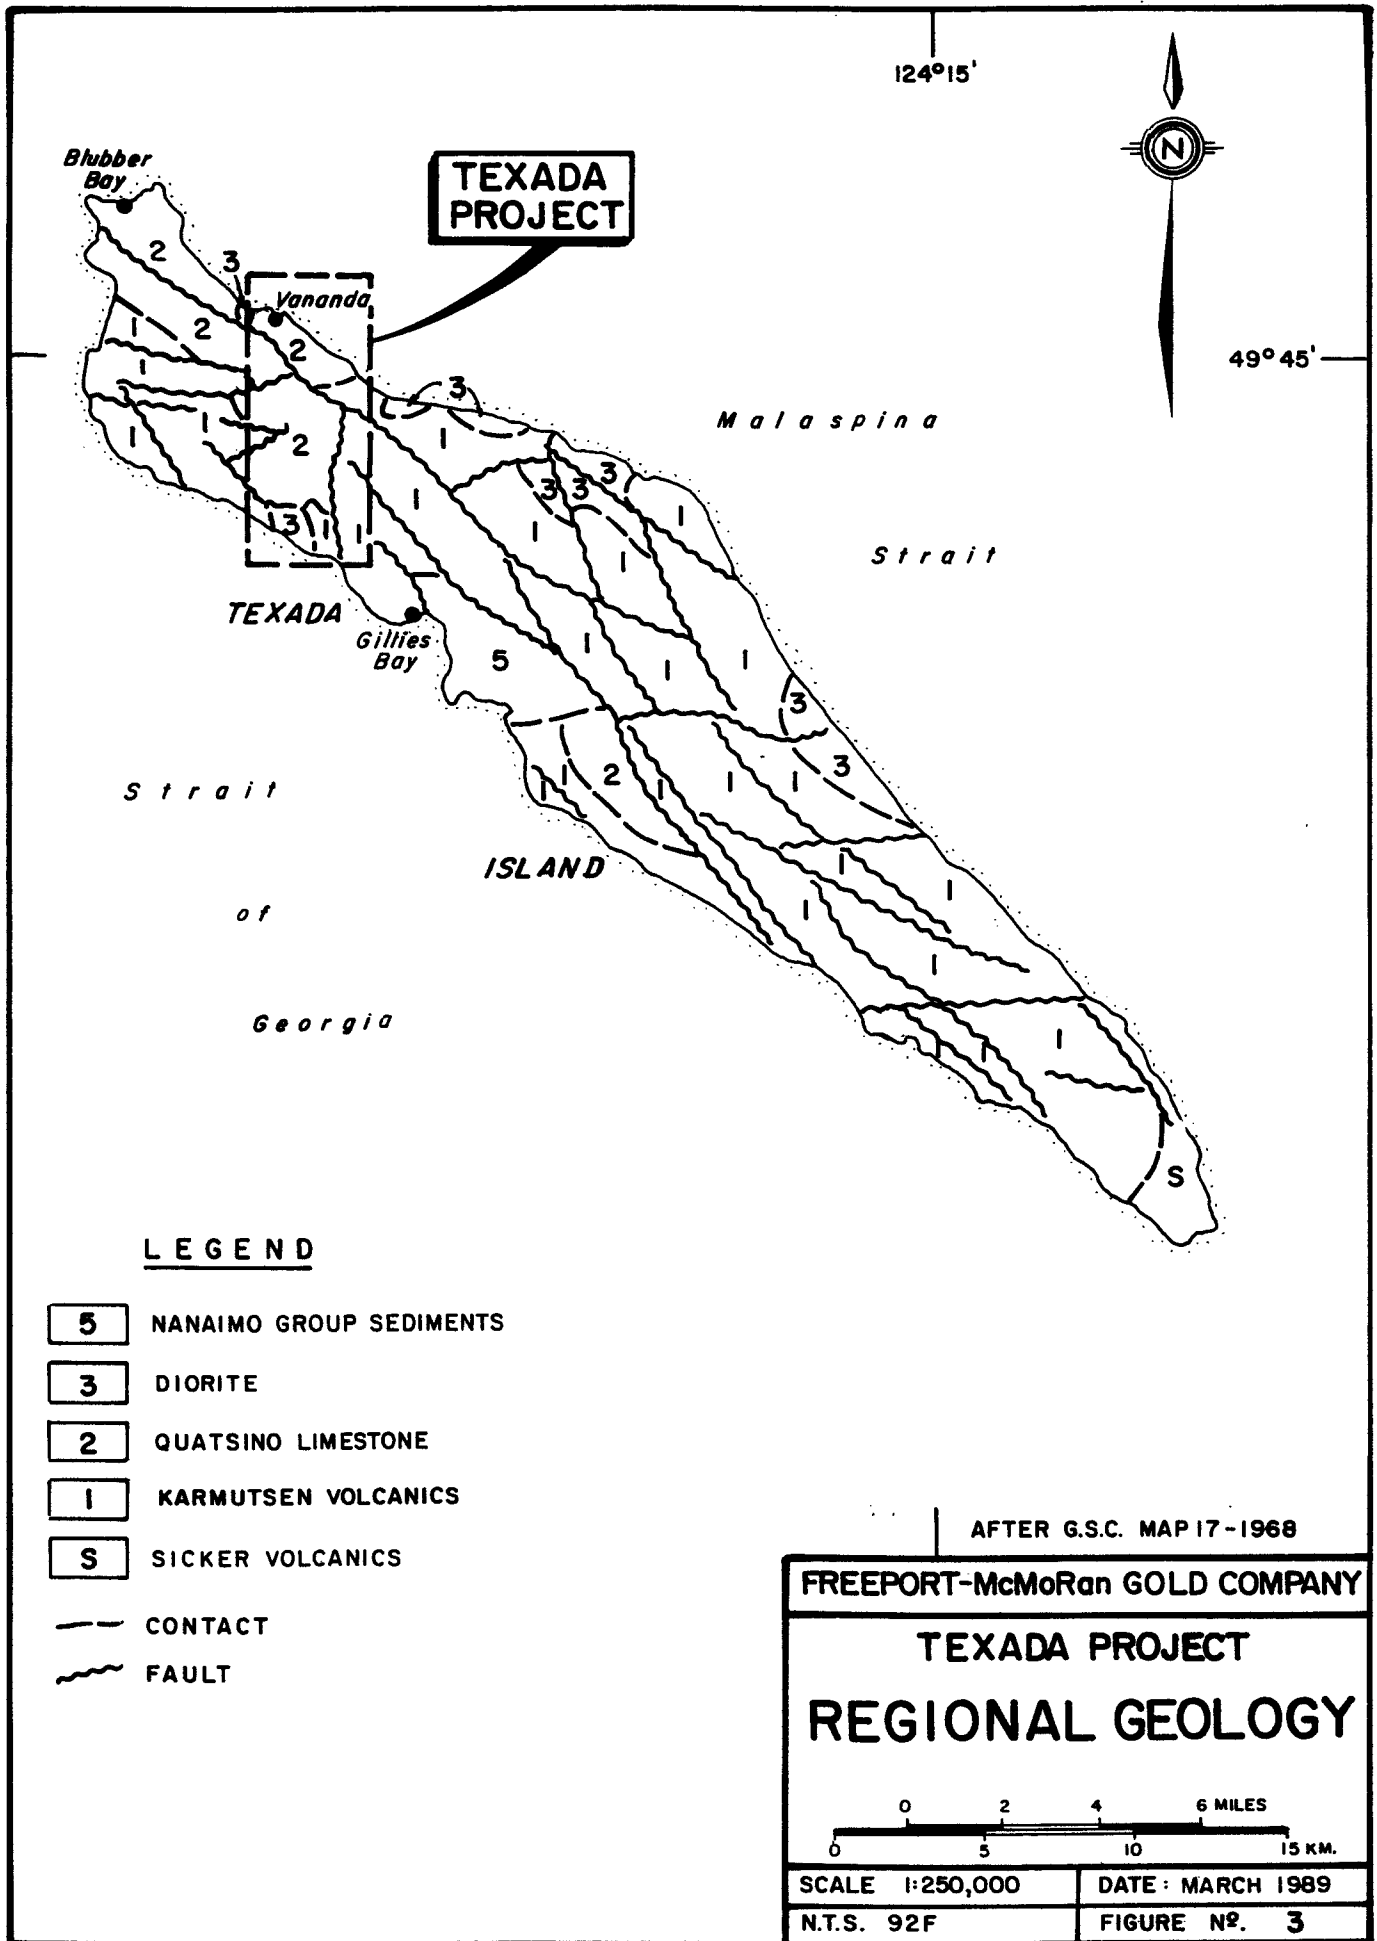 124°15'
N
Blubber
Bay
TEXADA
PROJECT
2
3
Vananda
1
2
2
49°45'
1
3
Malaspina
1
1
1
2
3
3
3
1
1
3
1
1
1
1
Strait
TEXADA
Gillies
Bay
5
1
1
1
3
Strait
1
1
2
1
1
1
3
ISLAND
1
1
of
1
1
Georgia
1
1
1
S
LEGEND
5 NANAIMO GROUP SEDIMENTS
3 DIORITE
2 QUATSINO LIMESTONE
1 KARMUTSEN VOLCANICS
S SICKER VOLCANICS
CONTACT
FAULT
AFTER G.S.C. MAP 17-1968
FREEPORT-McMoRan GOLD COMPANY
TEXADA PROJECT
REGIONAL GEOLOGY
0 2 4 6 MILES
0 5 10 15 KM.
SCALE 1:250,000
DATE: MARCH 1989
N.T.S. 92F
FIGURE Nº. 3